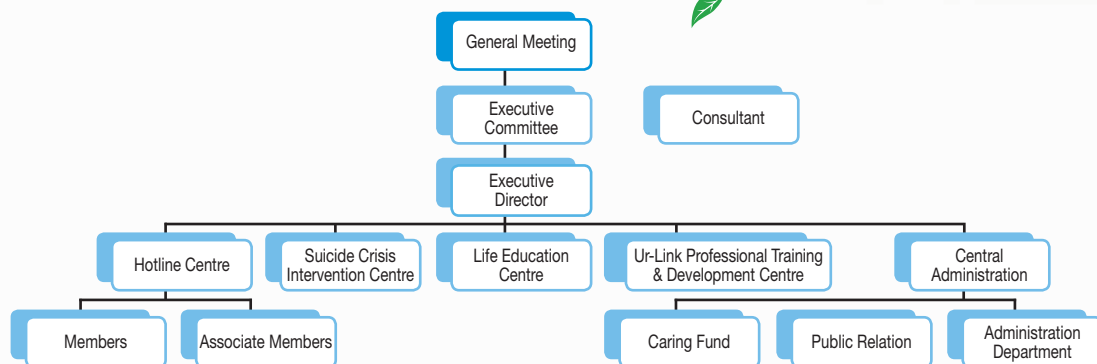 General Meeting
Executive
Committee
Consultant
Executive
Director
Hotline Centre
Suicide Crisis
Intervention Centre
Life Education
Centre
Ur-Link Professional Training
& Development Centre
Central
Administration
Members
Associate Members
Caring Fund
Public Relation
Administration
Department